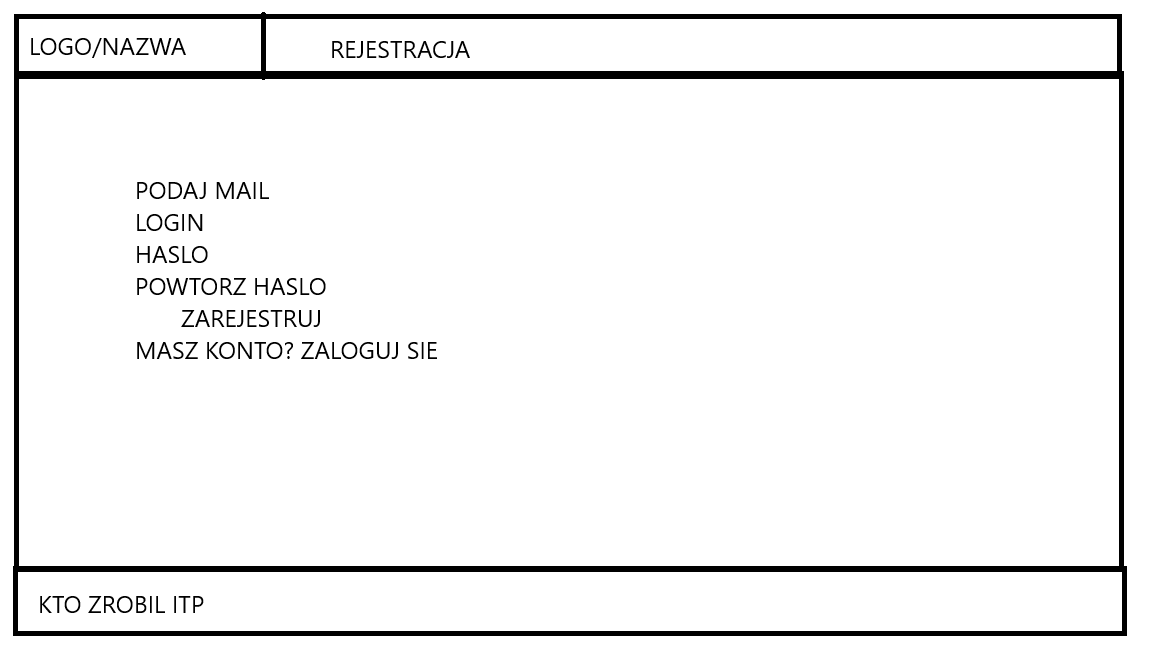 LOGO/NAZWA
REJESTRACJA
PODAJ MAIL
LOGIN
HASLO
POWTORZ HASLO
ZAREJESTRUJ
MASZ KONTO? ZALOGUJ SIE
KTO ZROBIL ITP